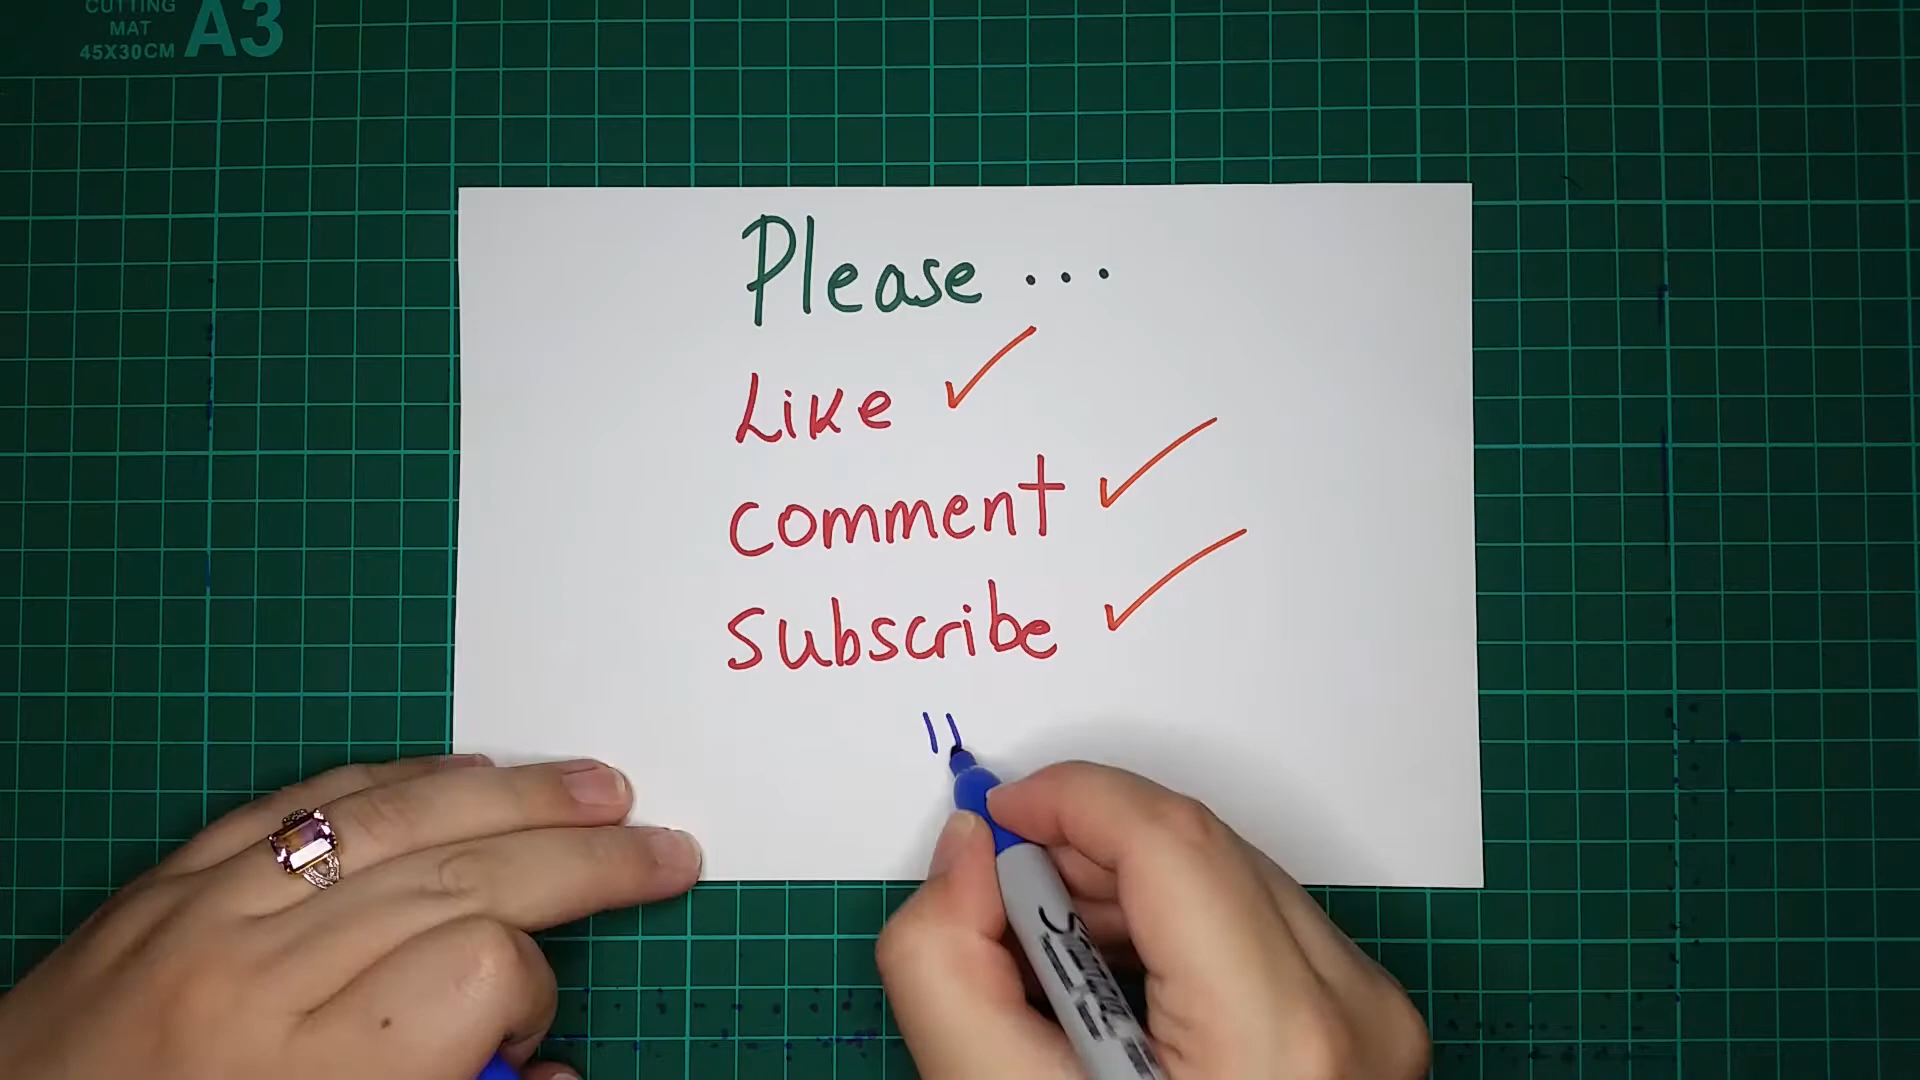 CUTTING
MAT
45X30CM A3
Please ...
Like ✓
comment ✓
Subscribe ✓